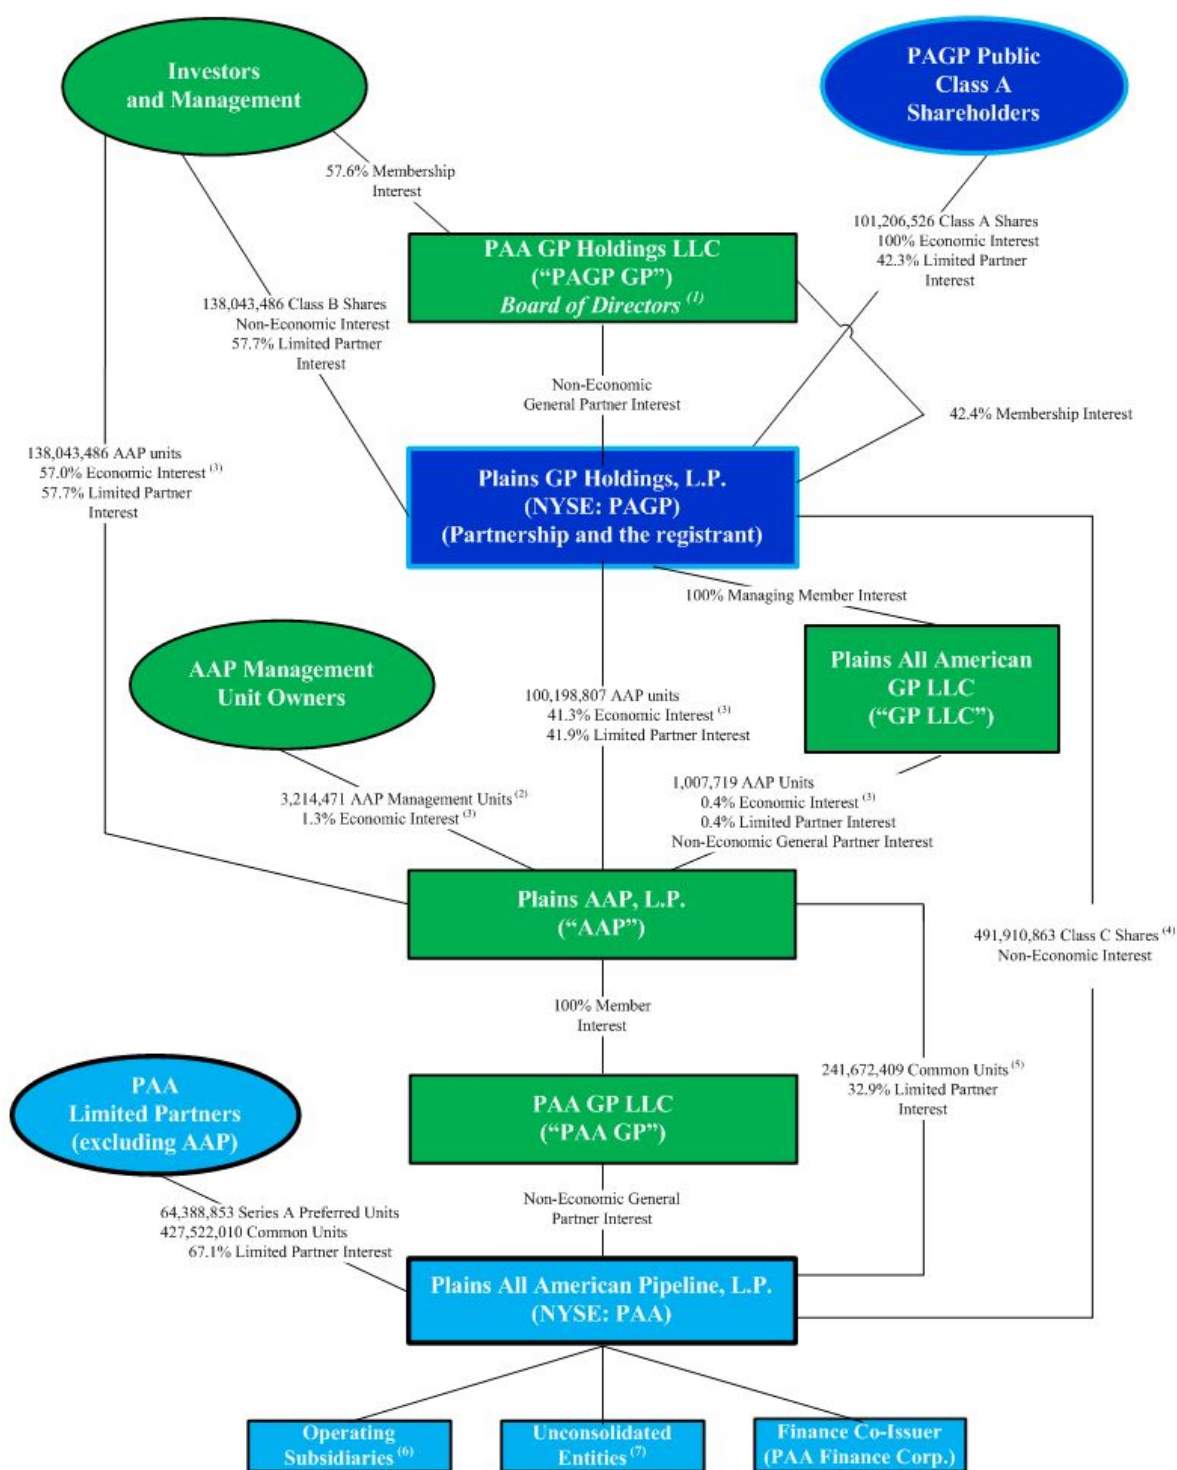 Investors
and Management
PAGP Public
Class A
Shareholders
57.6% Membership
Interest
101,206,526 Class A Shares
100% Economic Interest
42.3% Limited Partner
Interest
PAA GP Holdings LLC
(“PAGP GP”)
Board of Directors (1)
138,043,486 Class B Shares
Non-Economic Interest
57.7% Limited Partner
Interest
Non-Economic
General Partner Interest
42.4% Membership Interest
138,043,486 AAP units
57.0% Economic Interest (3)
57.7% Limited Partner
Interest
Plains GP Holdings, L.P.
(NYSE: PAGP)
(Partnership and the registrant)
100% Managing Member Interest
AAP Management
Unit Owners
Plains All American
GP LLC
(“GP LLC”)
100,198,807 AAP units
41.3% Economic Interest (3)
41.9% Limited Partner Interest
3,214,471 AAP Management Units (2)
1.3% Economic Interest (3)
1,007,719 AAP Units
0.4% Economic Interest (3)
0.4% Limited Partner Interest
Non-Economic General Partner Interest
Plains AAP, L.P.
(“AAP”)
491,910,863 Class C Shares (4)
Non-Economic Interest
100% Member
Interest
241,672,409 Common Units (5)
32.9% Limited Partner
Interest
PAA
Limited Partners
(excluding AAP)
PAA GP LLC
(“PAA GP”)
64,388,853 Series A Preferred Units
427,522,010 Common Units
67.1% Limited Partner Interest
Non-Economic General
Partner Interest
Plains All American Pipeline, L.P.
(NYSE: PAA)
Operating
Subsidiaries (6)
Unconsolidated
Entities (7)
Finance Co-Issuer
(PAA Finance Corp.)